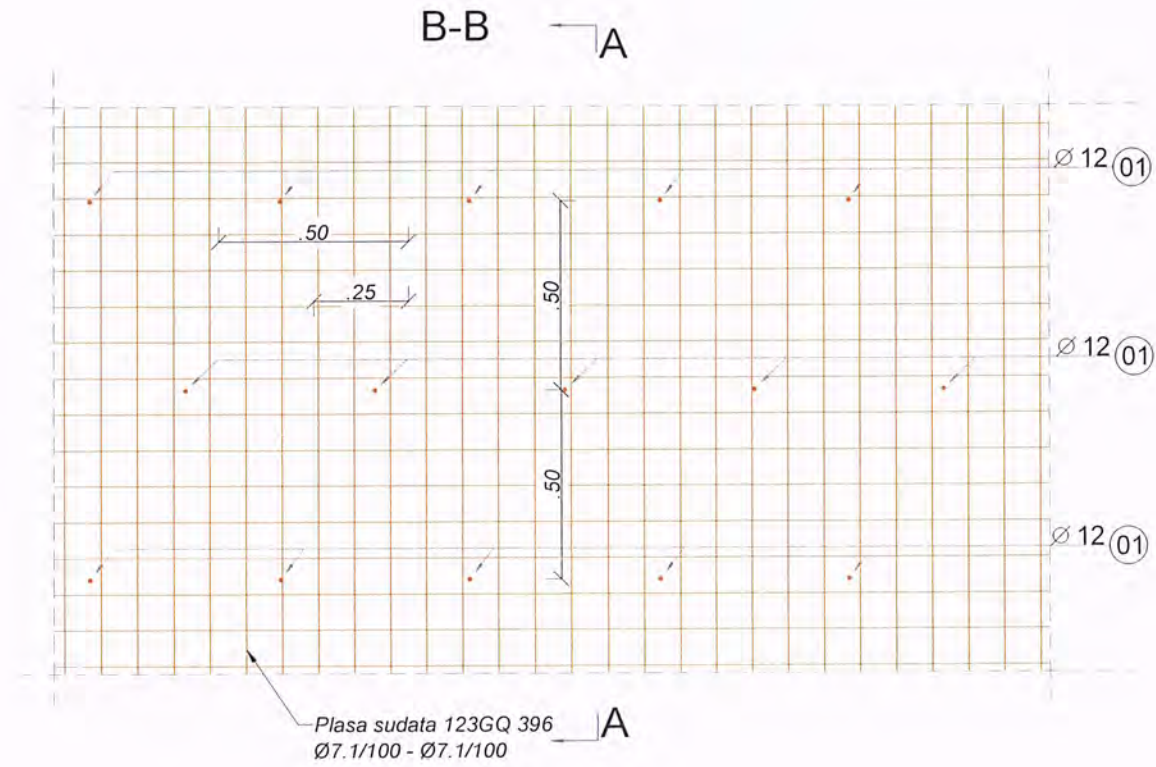 B-B
A
Ø 12 01
.50
.25
.50
Ø 12 01
.50
Ø 12 01
Plasa sudata 123GQ 396
Ø7.1/100 - Ø7.1/100
A